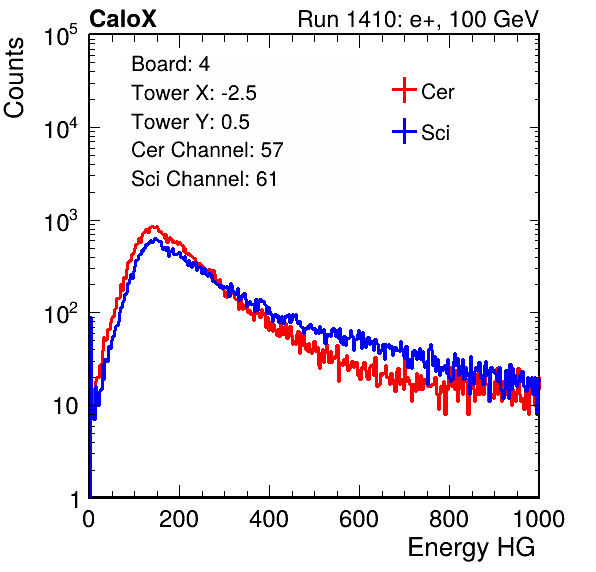 CaloX Run 1410: e+, 100 GeV
Board: 4
Tower X: -2.5
Tower Y: 0.5
Cer Channel: 57
Sci Channel: 61
Cer
Sci
Counts
10^5
10^4
10^3
10^2
10
1
0 200 400 600 800 1000
Energy HG